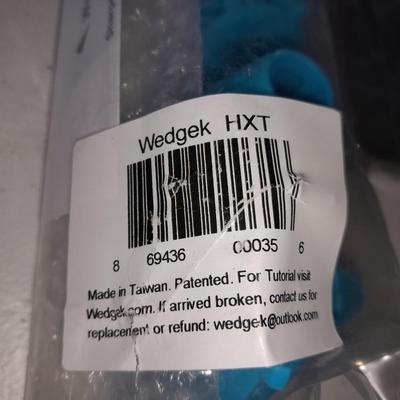 Wedgek HXT
8 69436 00035 6
Made in Taiwan. Patented. For Tutorial visit
Wedgek.com. If arrived broken, contact us for
replacement or refund: wedgek@outlook.com